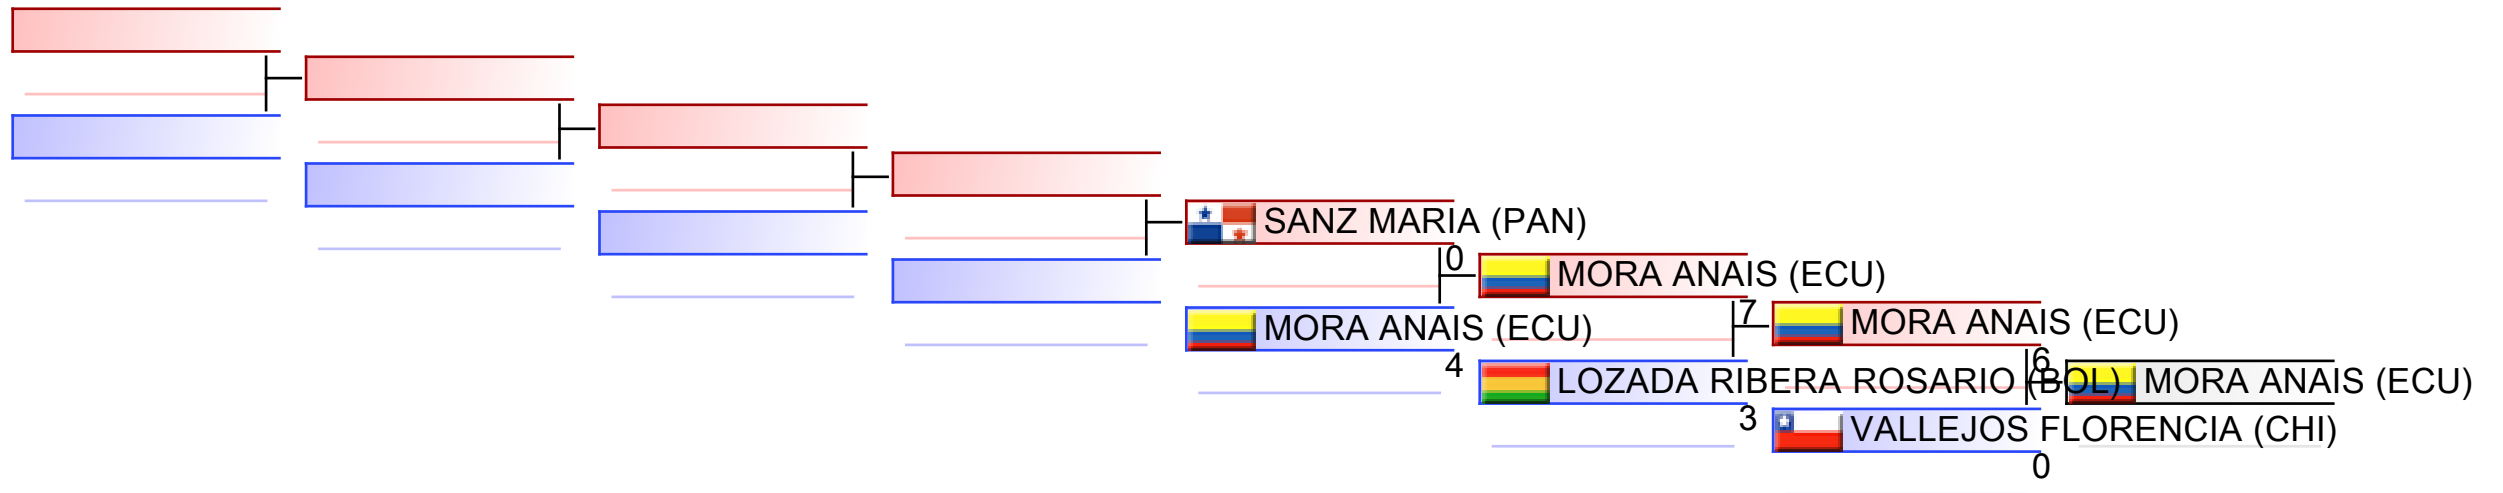 SANZ MARIA (PAN)
0
MORA ANAIS (ECU)
4
MORA ANAIS (ECU)
7
LOZADA RIBERA ROSARIO (BOL)
3
MORA ANAIS (ECU)
6
VALLEJOS FLORENCIA (CHI)
0
MORA ANAIS (ECU)